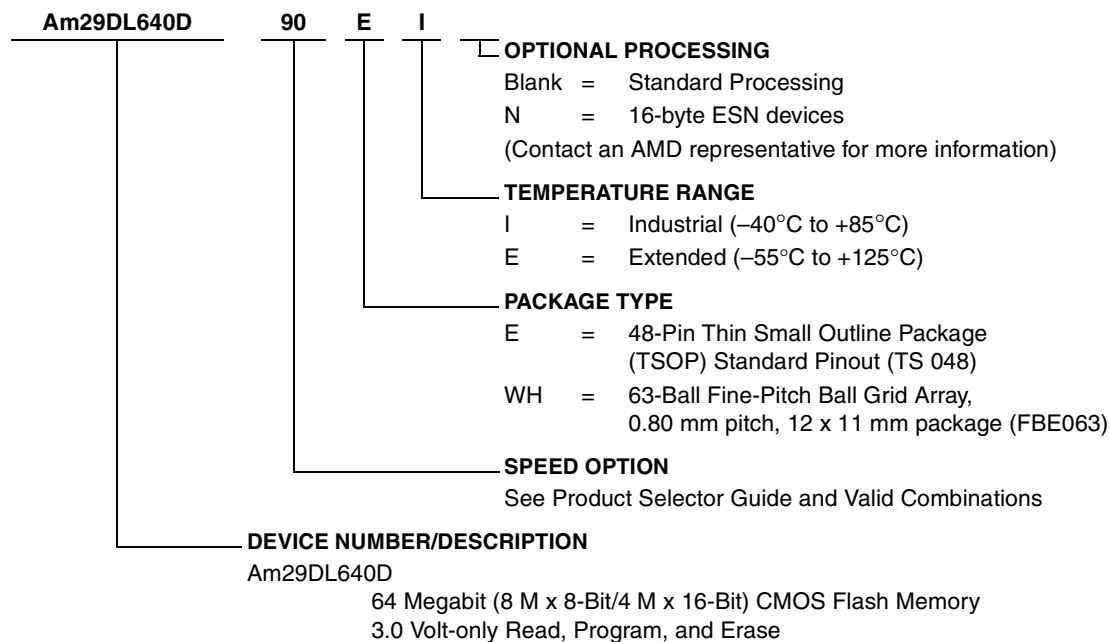 Am29DL640D 90 E I
OPTIONAL PROCESSING
Blank = Standard Processing
N = 16-byte ESN devices
(Contact an AMD representative for more information)
TEMPERATURE RANGE
I = Industrial (–40°C to +85°C)
E = Extended (–55°C to +125°C)
PACKAGE TYPE
E = 48-Pin Thin Small Outline Package
(TSOP) Standard Pinout (TS 048)
WH = 63-Ball Fine-Pitch Ball Grid Array,
0.80 mm pitch, 12 x 11 mm package (FBE063)
SPEED OPTION
See Product Selector Guide and Valid Combinations
DEVICE NUMBER/DESCRIPTION
Am29DL640D
64 Megabit (8 M x 8-Bit/4 M x 16-Bit) CMOS Flash Memory
3.0 Volt-only Read, Program, and Erase